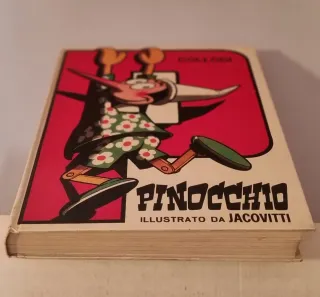 COLLODI
PINOCCHIO
ILLUSTRATO DA JACOVITTI